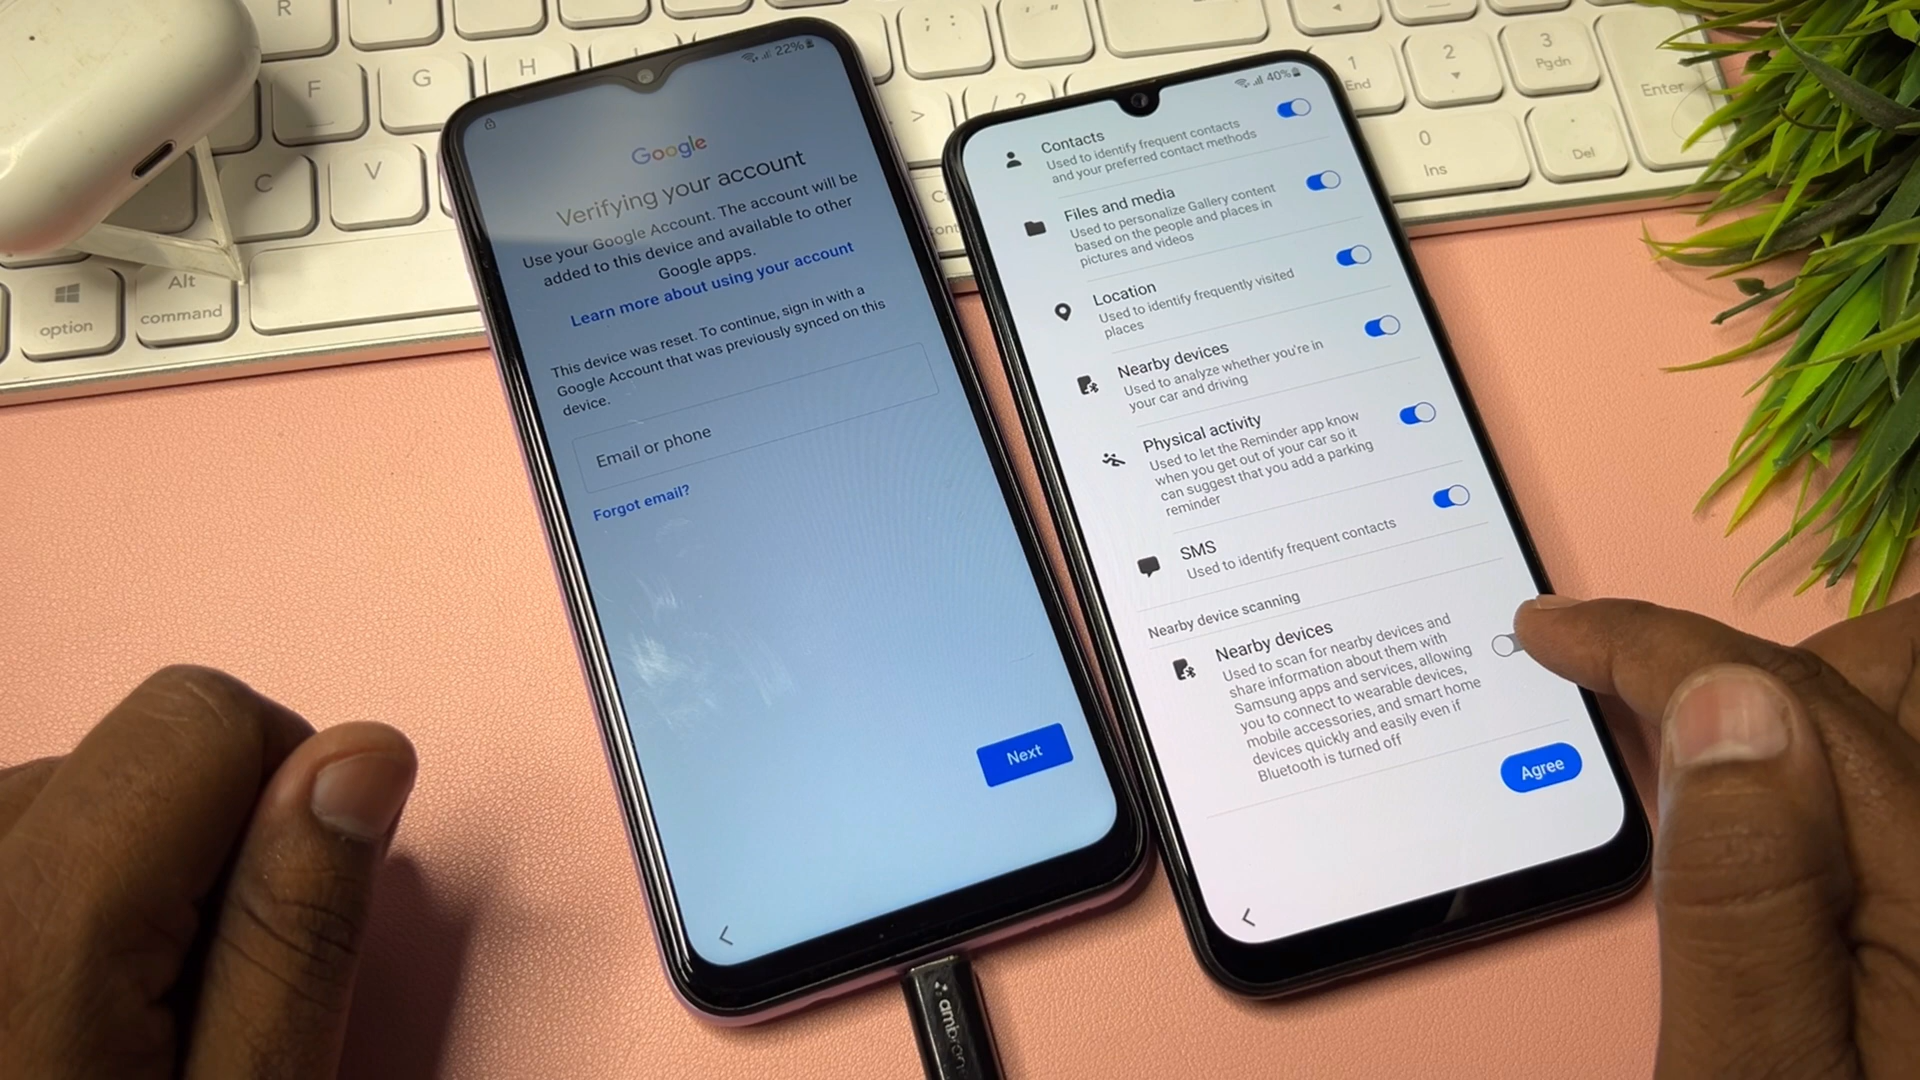 R
F
G
H
C
V
Alt
option
command
>
/ ?
; :
' "
1
End
2
3
Pg dn
Enter
0
Ins
.
Del
22%
Google
Verifying your account
Use your Google Account. The account will be
added to this device and available to other
Google apps.
Learn more about using your account
This device was reset. To continue, sign in with a
Google Account that was previously synced on this
device.
Email or phone
Forgot email?
Next
ambrane
40%
Contacts
Used to identify frequent contacts
and your preferred contact methods
Files and media
Used to personalize Gallery content
based on the people and places in
pictures and videos
Location
Used to identify frequently visited
places
Nearby devices
Used to analyze whether you're in
your car and driving
Physical activity
Used to let the Reminder app know
when you get out of your car so it
can suggest that you add a parking
reminder
SMS
Used to identify frequent contacts
Nearby device scanning
Nearby devices
Used to scan for nearby devices and
share information about them with
Samsung apps and services, allowing
you to connect to wearable devices,
mobile accessories, and smart home
devices quickly and easily even if
Bluetooth is turned off
Agree